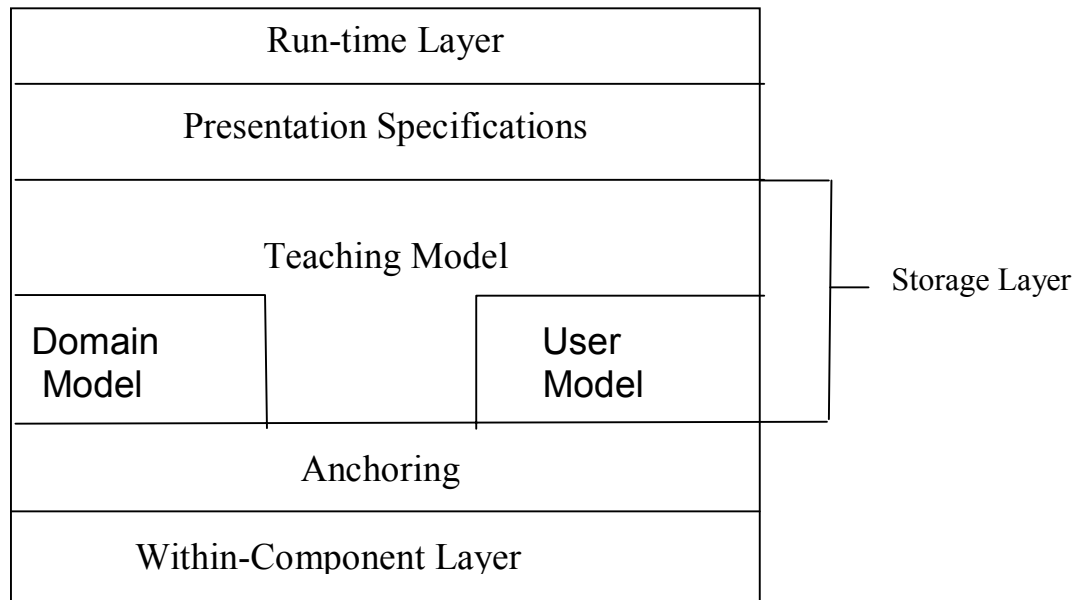 Run-time Layer
Presentation Specifications
Teaching Model
Storage Layer
Domain
Model
User
Model
Anchoring
Within-Component Layer